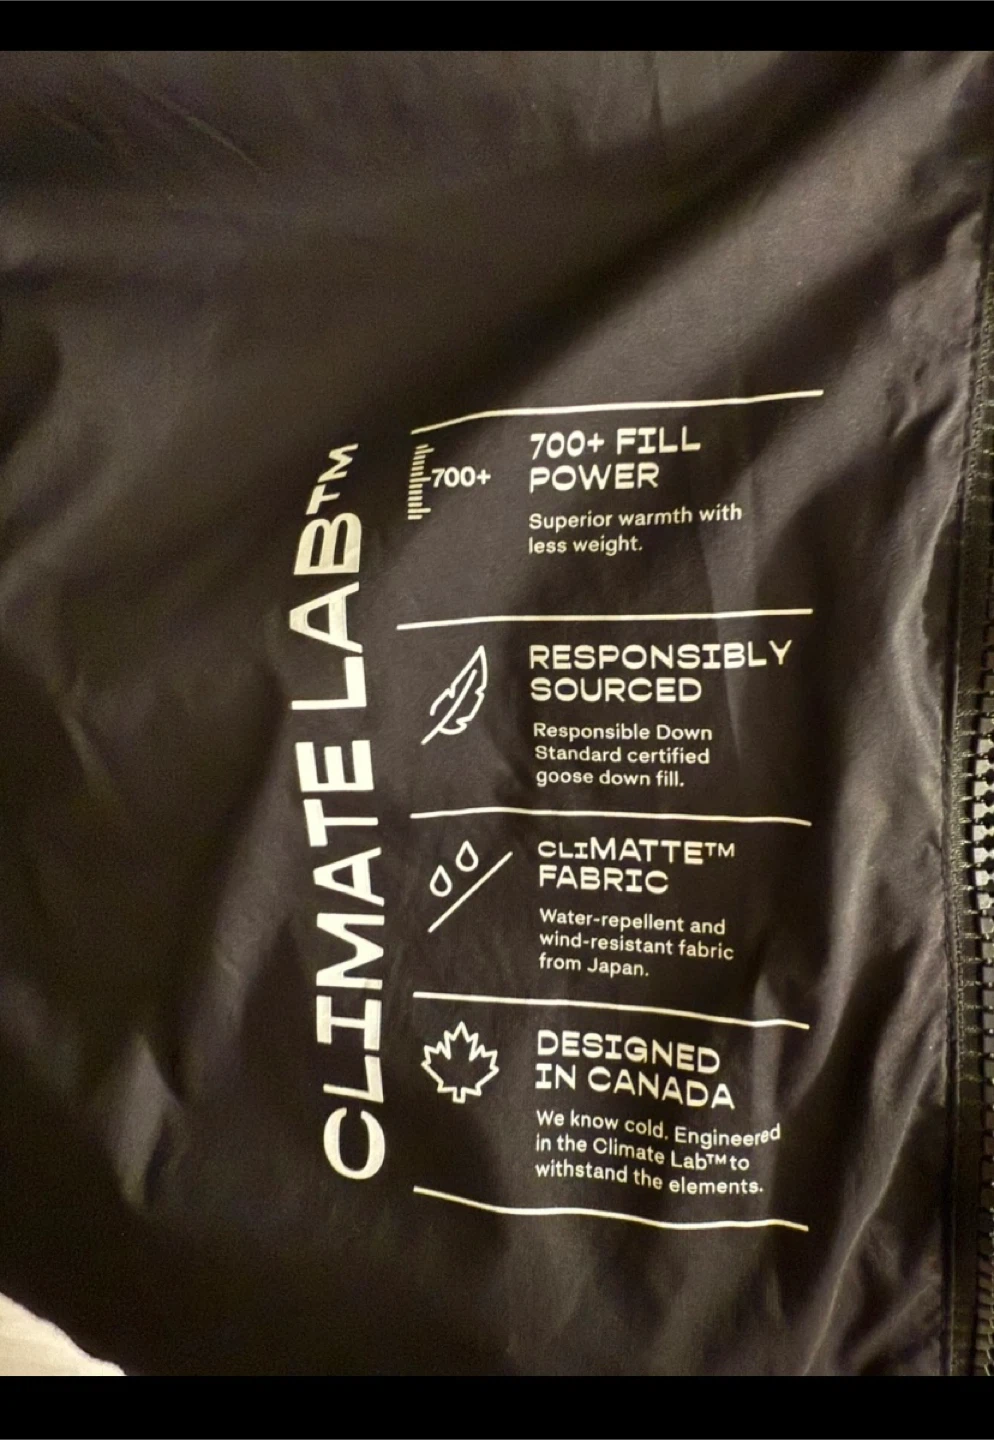 CLIMATE LAB™
700+
700+ FILL
POWER
Superior warmth with
less weight.
RESPONSIBLY
SOURCED
Responsible Down
Standard certified
goose down fill.
CLIMATTE™
FABRIC
Water-repellent and
wind-resistant fabric
from Japan.
DESIGNED
IN CANADA
We know cold. Engineered
in the Climate Lab™ to
withstand the elements.